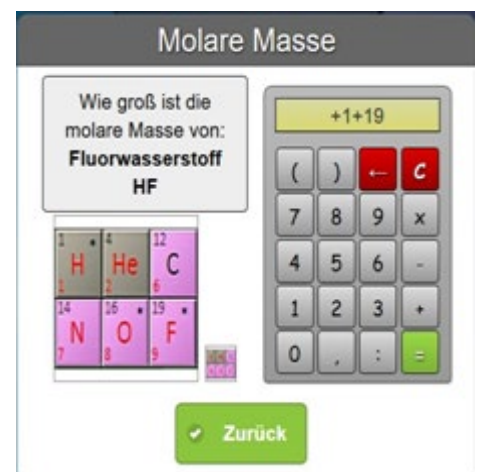 Molare Masse
Wie groß ist die
molare Masse von:
Fluorwasserstoff
HF
+1+19
( ) ← C
7 8 9 x
4 5 6 -
1 2 3 +
0 , : =
1 4 12
H He C
1 2 6
14 16 19
N O F
7 8 9
Zurück